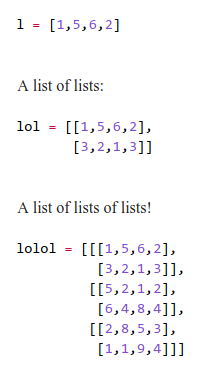 l = [1,5,6,2]
A list of lists:
lol = [[1,5,6,2],
       [3,2,1,3]]
A list of lists of lists!
lolol = [[[1,5,6,2],
          [3,2,1,3]],
         [[5,2,1,2],
          [6,4,8,4]],
         [[2,8,5,3],
          [1,1,9,4]]]